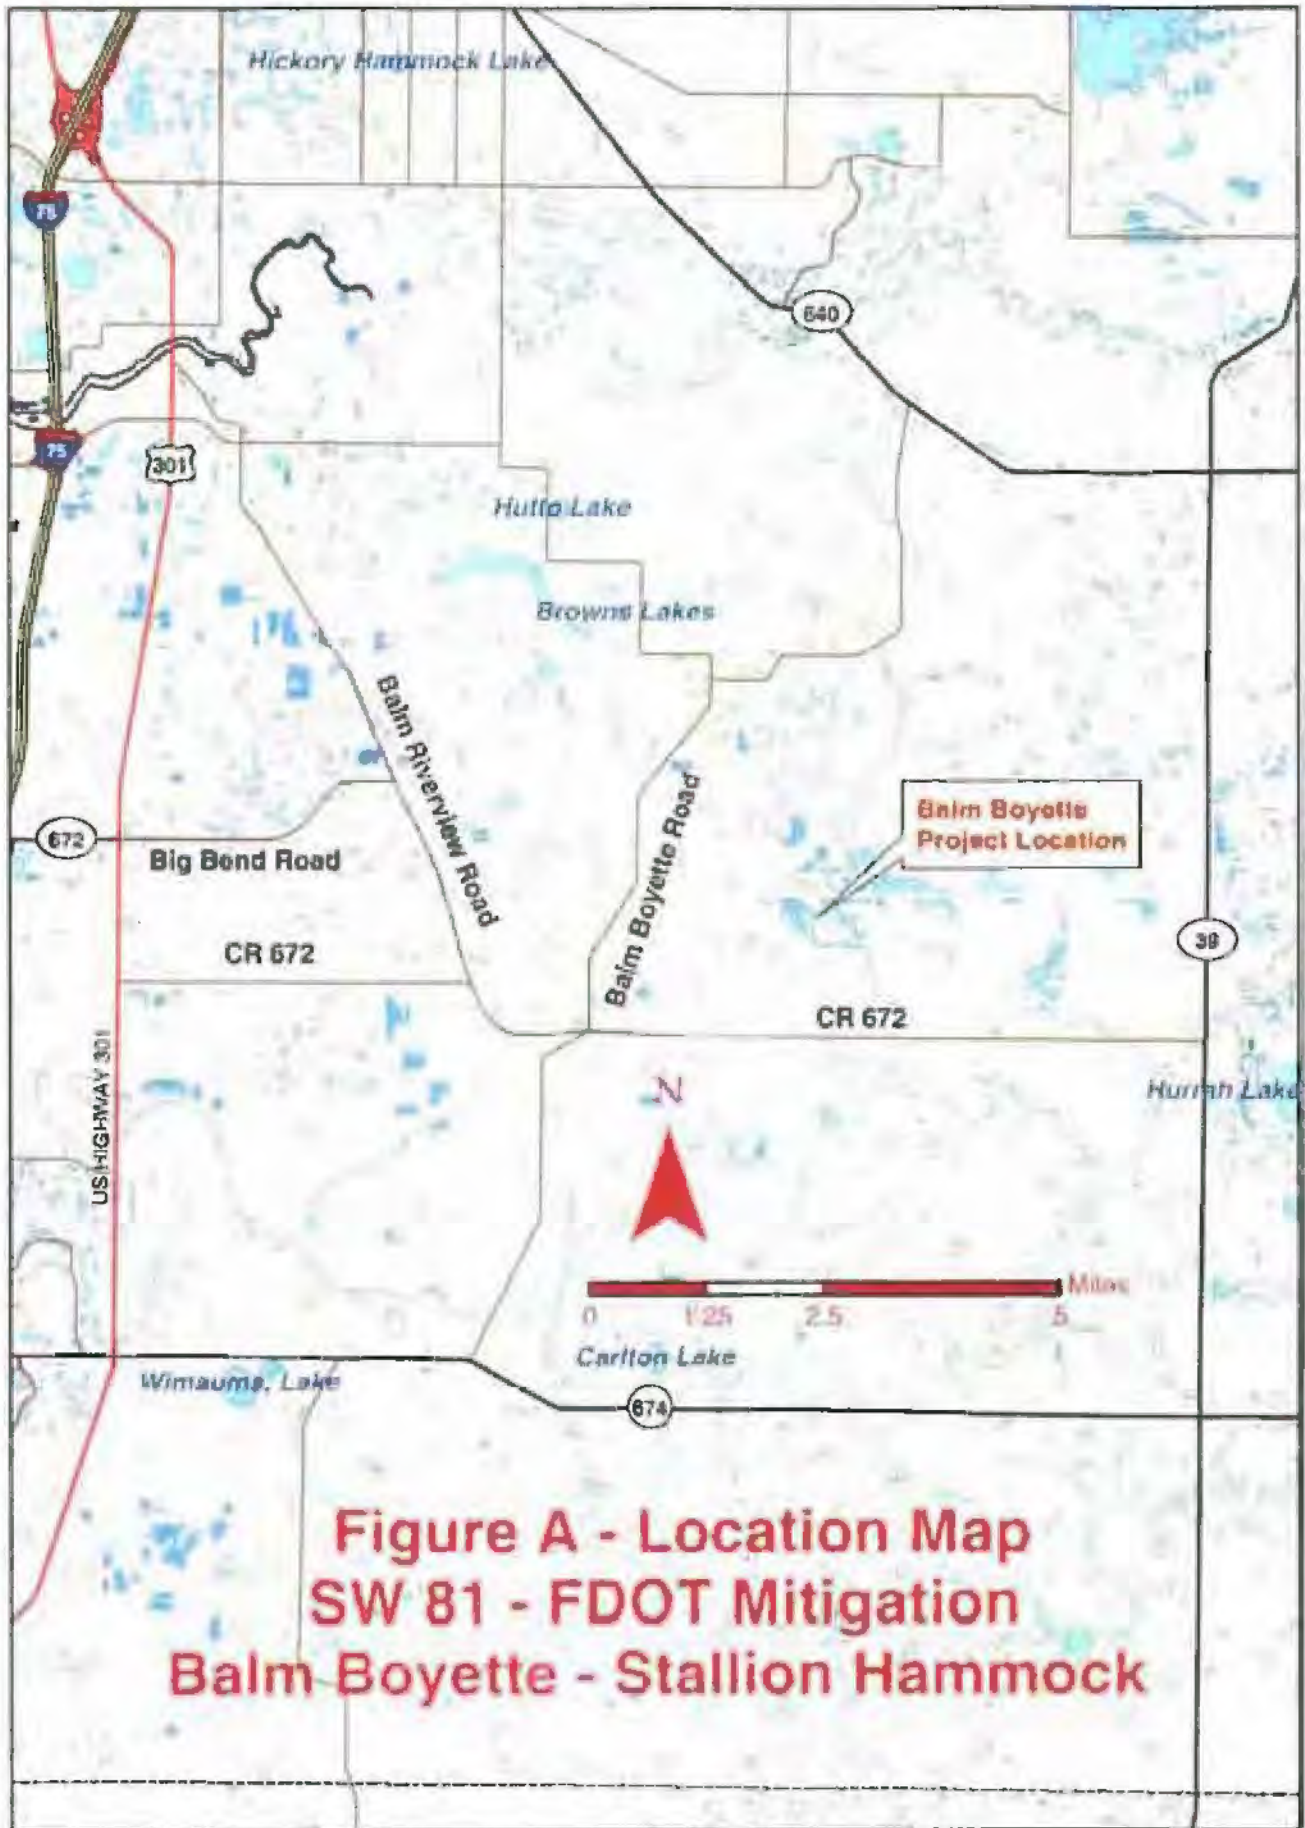 Hickory Hammock Lake
75
640
75
301
Hutto Lake
Browns Lakes
Balm Riverview Road
Balm Boyette
Project Location
672
Big Bend Road
Balm Boyette Road
CR 672
39
CR 672
US HIGHWAY 301
N
Hurrah Lake
Miles
0 1.25 2.5 5
Carlton Lake
Wimauma, Lake
674
Figure A - Location Map
SW 81 - FDOT Mitigation
Balm Boyette - Stallion Hammock